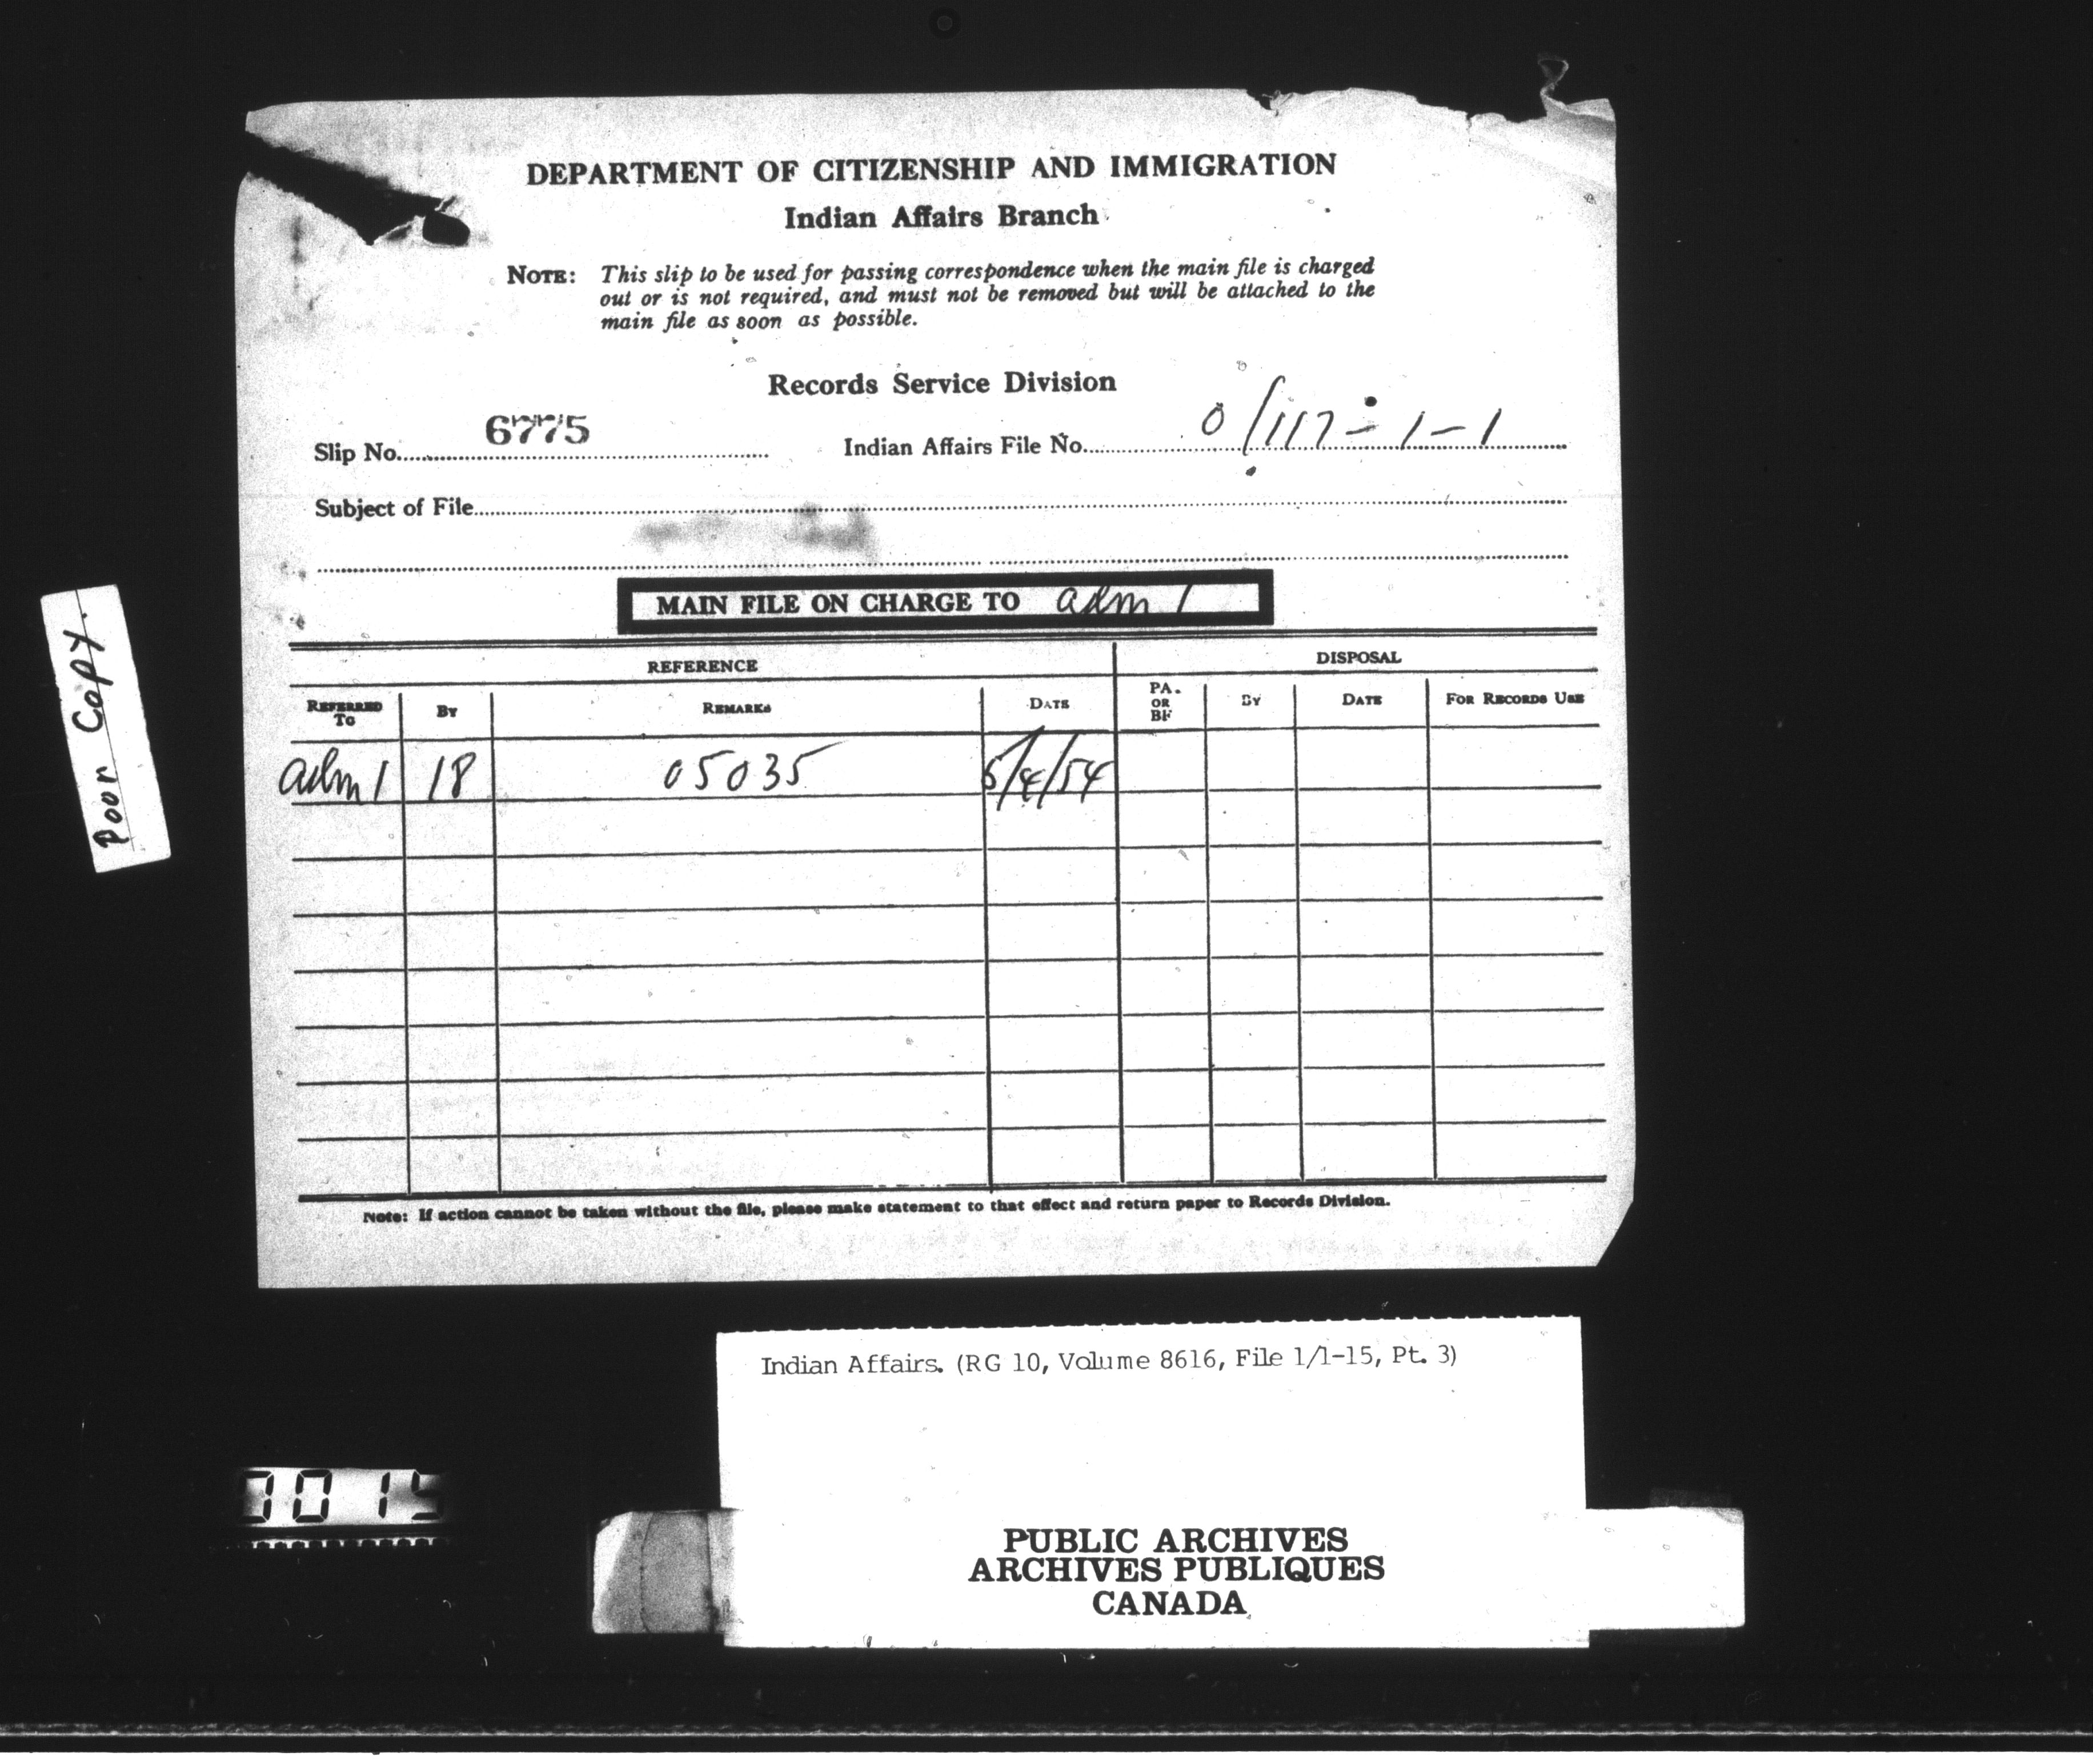 DEPARTMENT OF CITIZENSHIP AND IMMIGRATION
Indian Affairs Branch
NOTE: This slip to be used for passing correspondence when the main file is charged
out or is not required, and must not be removed but will be attached to the
main file as soon as possible.
Records Service Division
Slip No. 6775 Indian Affairs File No. 0/117-1-1
Subject of File
MAIN FILE ON CHARGE TO adm 1
REFERENCE DISPOSAL
REFERRED TO BY REMARKS DATE PA. OR BF BY DATE FOR RECORDS USE
adm 1 18 05035 5/4/54
Note: If action cannot be taken without the file, please make statement to that effect and return paper to Records Division.
Poor Copy.
Indian Affairs. (RG 10, Volume 8616, File 1/1-15, Pt. 3)
PUBLIC ARCHIVES
ARCHIVES PUBLIQUES
CANADA